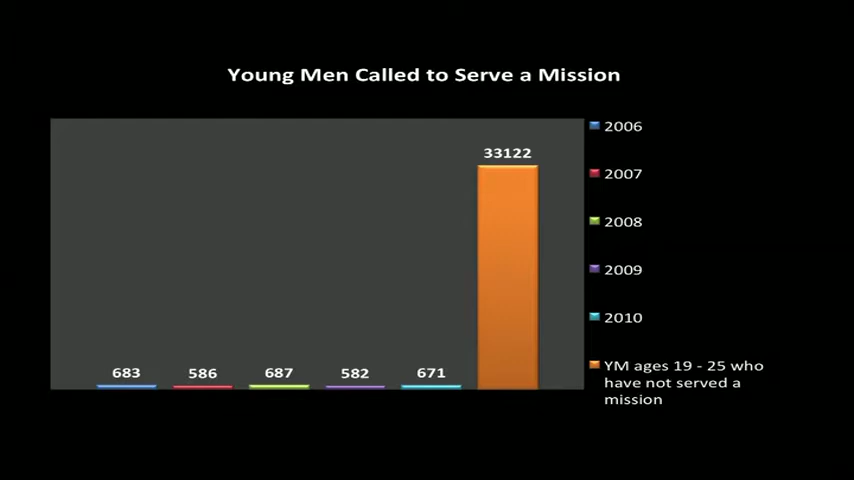 Young Men Called to Serve a Mission
33122
683
586
687
582
671
2006
2007
2008
2009
2010
YM ages 19 - 25 who
have not served a
mission